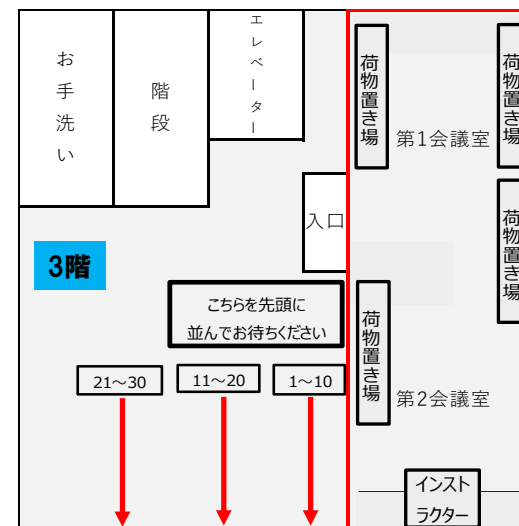 お手洗い
階段
エレベーター
荷物置き場
第1会議室
荷物置き場
入口
荷物置き場
3階
こちらを先頭に
並んでお待ちください
荷物置き場
21～30
11～20
1～10
第2会議室
インスト
ラクター